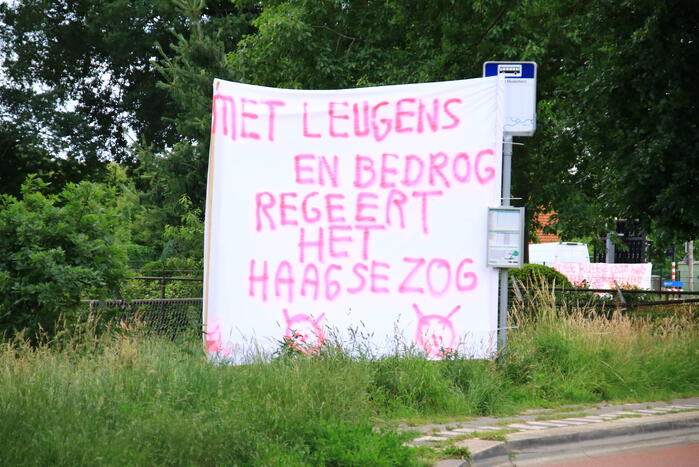 MET LEUGENS
EN BEDROG
REGEERT
HET
HAAGSE ZOG